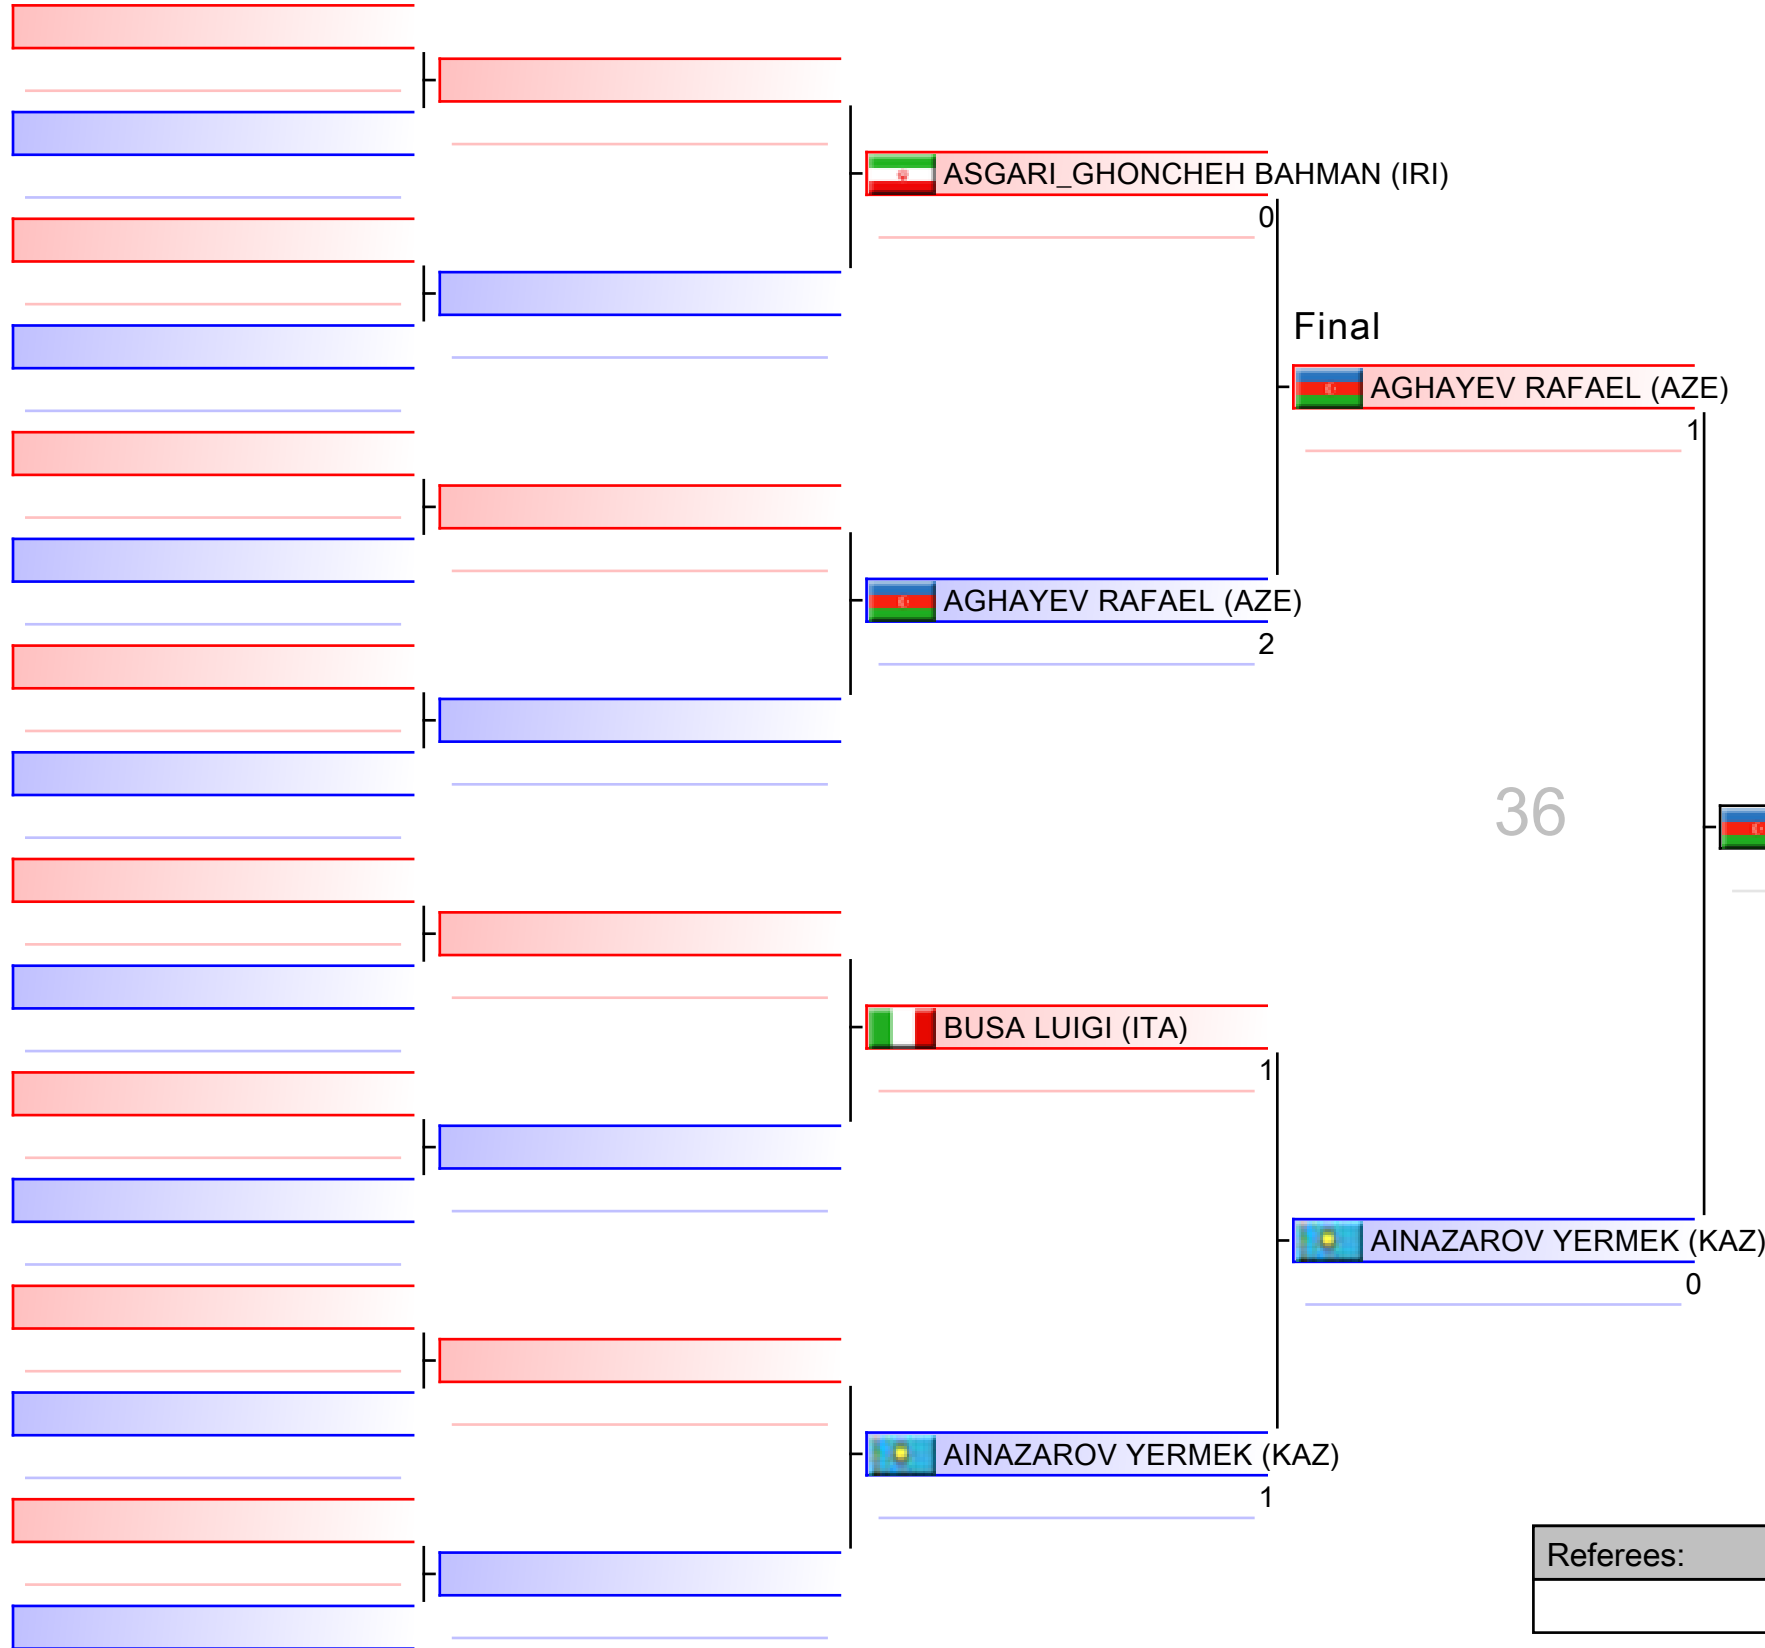 ASGARI_GHONCHEH BAHMAN (IRI)
0
Final
AGHAYEV RAFAEL (AZE)
1
AGHAYEV RAFAEL (AZE)
2
36
BUSA LUIGI (ITA)
1
AINAZAROV YERMEK (KAZ)
0
AINAZAROV YERMEK (KAZ)
1
Referees: